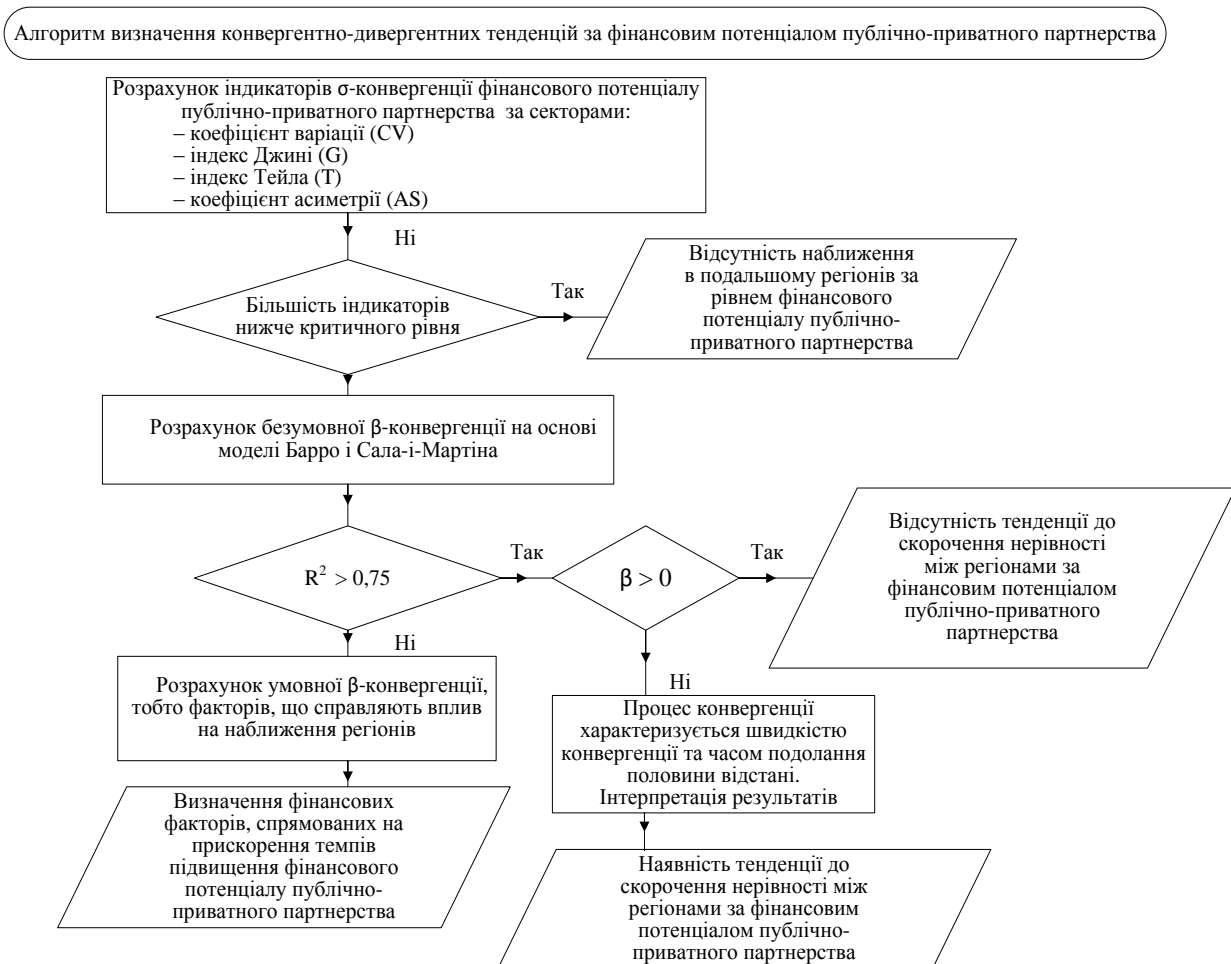 Алгоритм визначення конвергентно-дивергентних тенденцій за фінансовим потенціалом публічно-приватного партнерства
Розрахунок індикаторів σ-конвергенції фінансового потенціалу
публічно-приватного партнерства за секторами:
– коефіцієнт варіації (CV)
– індекс Джині (G)
– індекс Тейла (T)
– коефіцієнт асиметрії (AS)
Ні
Більшість індикаторів
нижче критичного рівня
Так
Відсутність наближення
в подальшому регіонів за
рівнем фінансового
потенціалу публічно-
приватного партнерства
Розрахунок безумовної β-конвергенції на основі
моделі Барро і Сала-і-Мартіна
R² > 0,75
Так
β > 0
Так
Відсутність тенденції до
скорочення нерівності
між регіонами за
фінансовим потенціалом
публічно-приватного
партнерства
Ні
Розрахунок умовної β-конвергенції,
тобто факторів, що справляють вплив
на наближення регіонів
Ні
Процес конвергенції
характеризується швидкістю
конвергенції та часом подолання
половини відстані.
Інтерпретація результатів
Визначення фінансових
факторів, спрямованих на
прискорення темпів
підвищення фінансового
потенціалу публічно-
приватного партнерства
Наявність тенденції до
скорочення нерівності між
регіонами за фінансовим
потенціалом публічно-
приватного партнерства